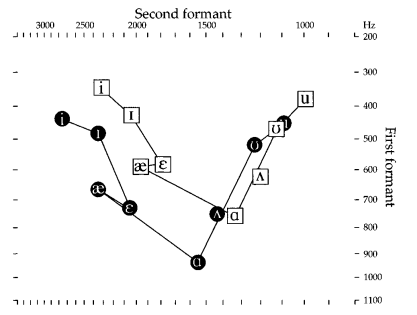 Second formant
3000 2500 2000 1500 1000 Hz
200
i
300
i u
400
ɪ
ɪ ʊ ʊ
500
æ ɛ ʊ
600
æ ɛ ʌ
700
ʌ ɑ
800
900
ɑ
1000
1100
First formant